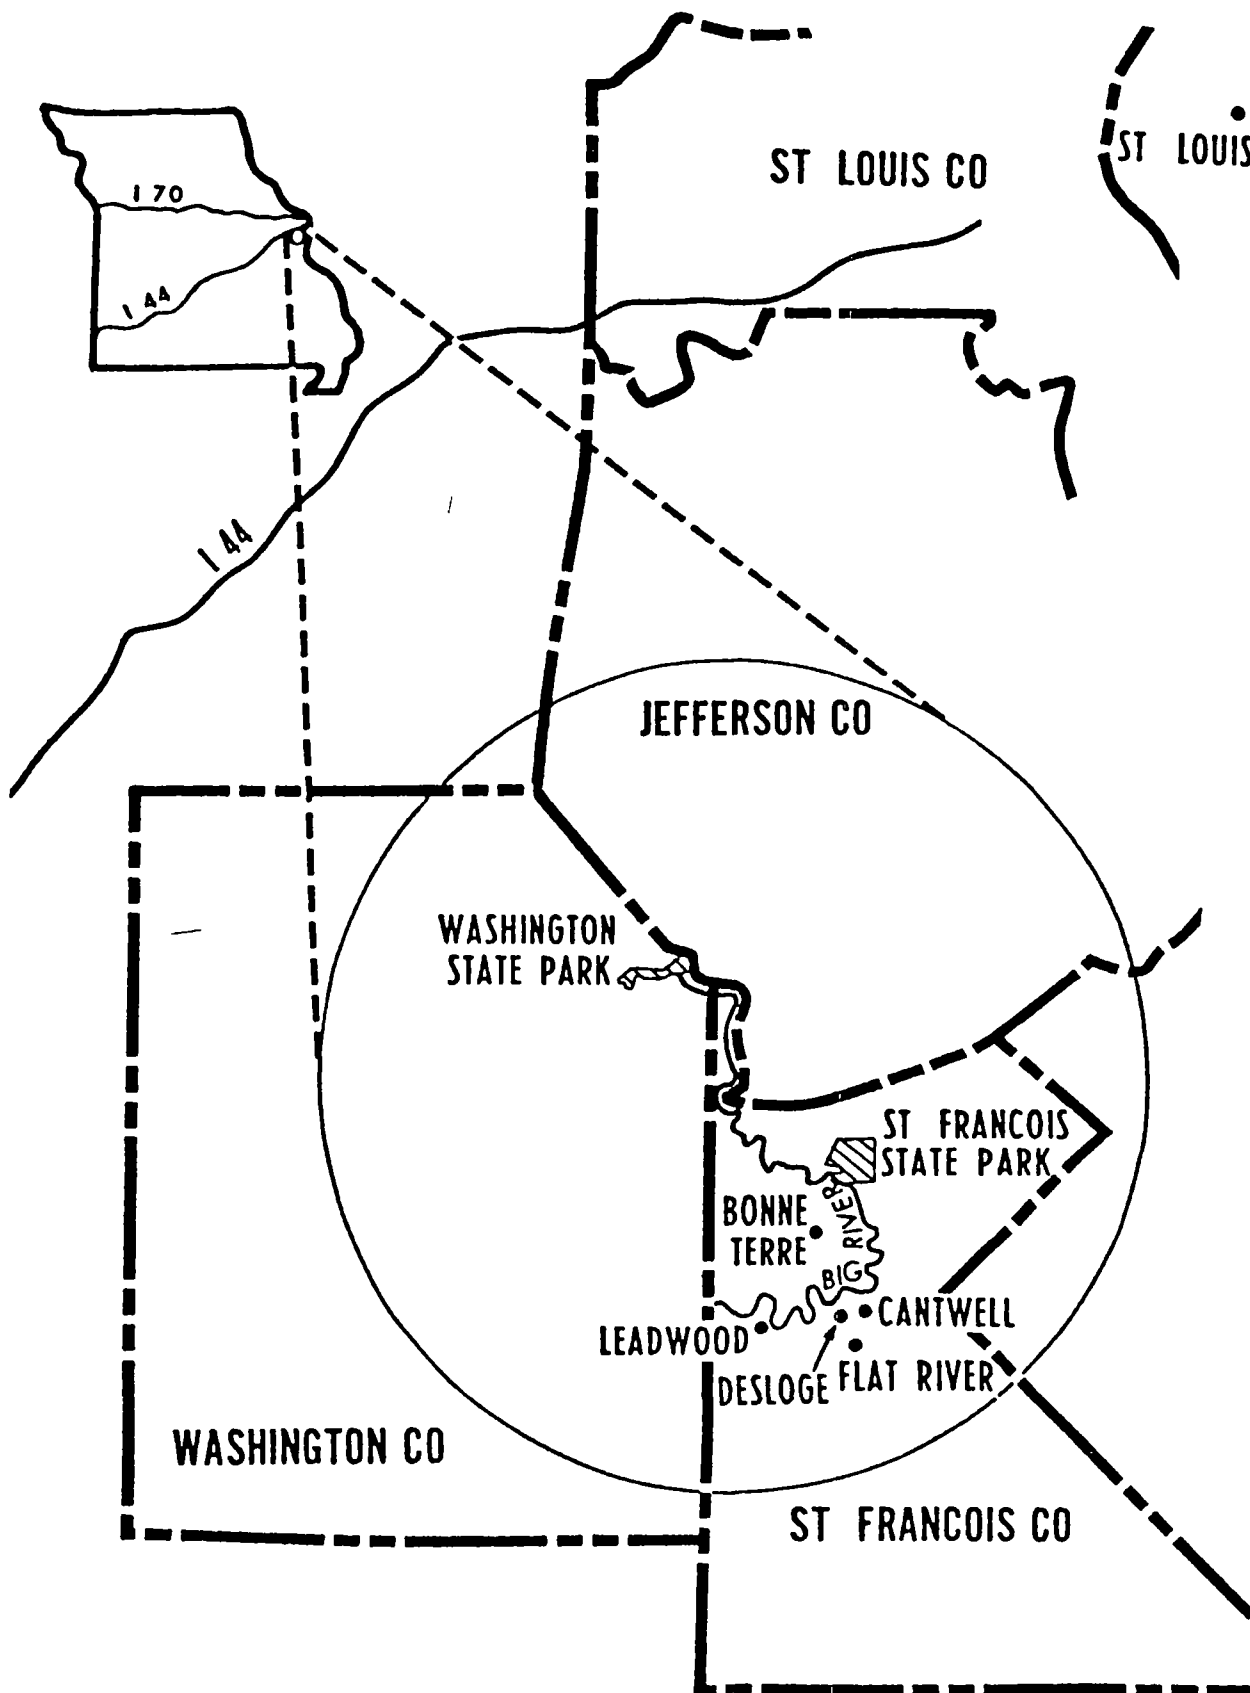 ST LOUIS CO
ST LOUIS
I 70
I 44
I 44
JEFFERSON CO
WASHINGTON
STATE PARK
ST FRANCOIS
STATE PARK
BONNE
TERRE
BIG RIVER
CANTWELL
LEADWOOD
DESLOGE
FLAT RIVER
WASHINGTON CO
ST FRANCOIS CO